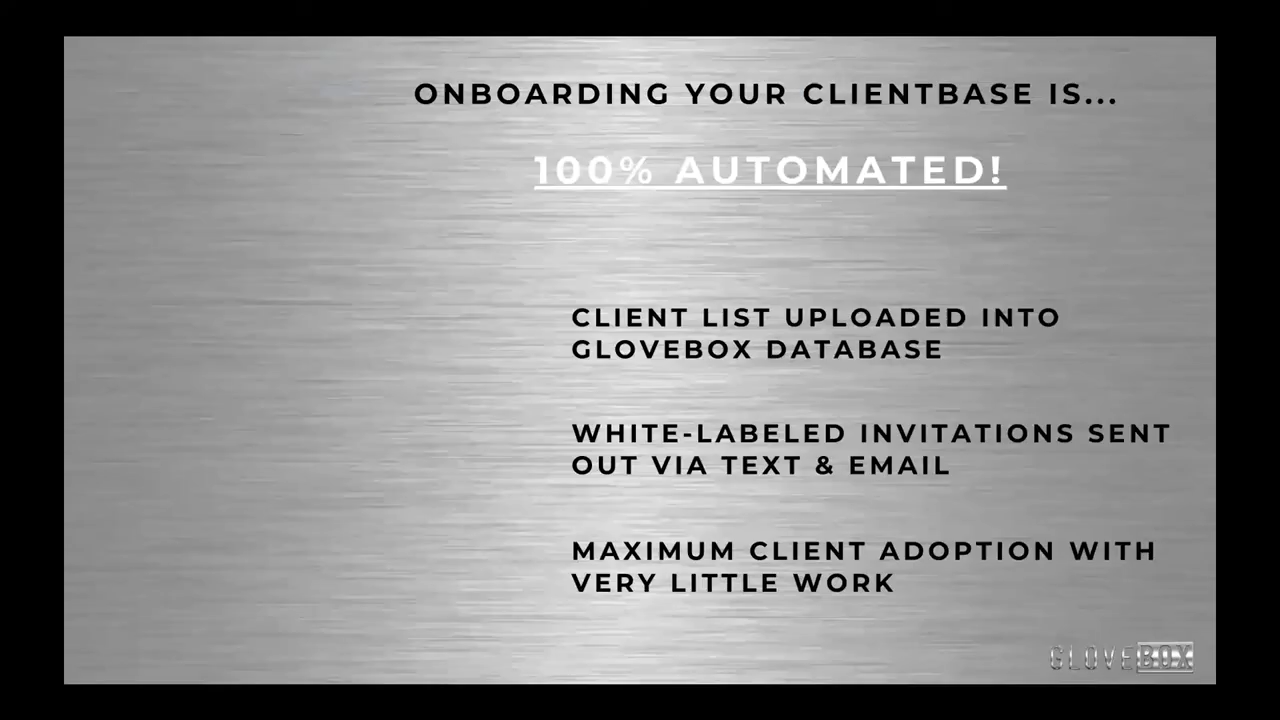 ONBOARDING YOUR CLIENTBASE IS...
100% AUTOMATED!
CLIENT LIST UPLOADED INTO
GLOVEBOX DATABASE
WHITE-LABELED INVITATIONS SENT
OUT VIA TEXT & EMAIL
MAXIMUM CLIENT ADOPTION WITH
VERY LITTLE WORK
GLOVEBOX